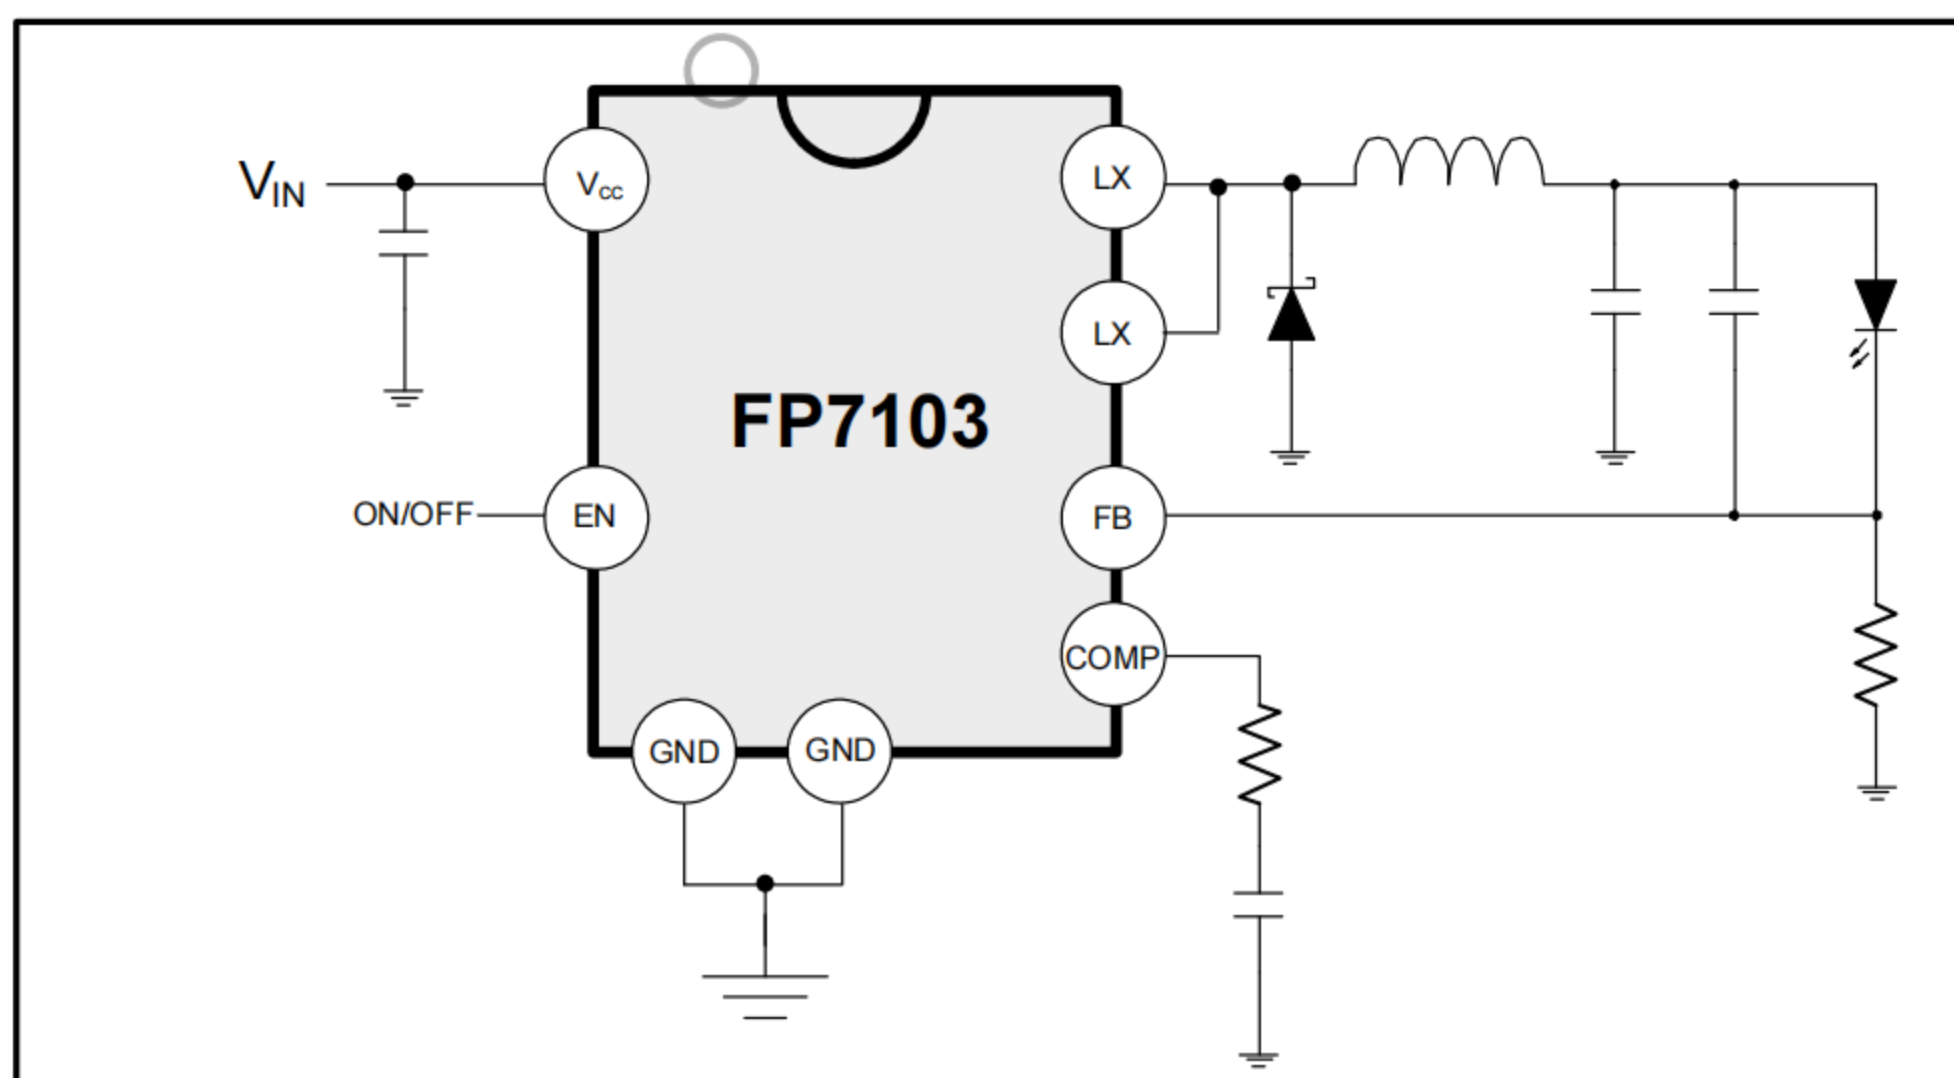 VIN
VCC
LX
LX
FP7103
ON/OFF
EN
FB
COMP
GND
GND